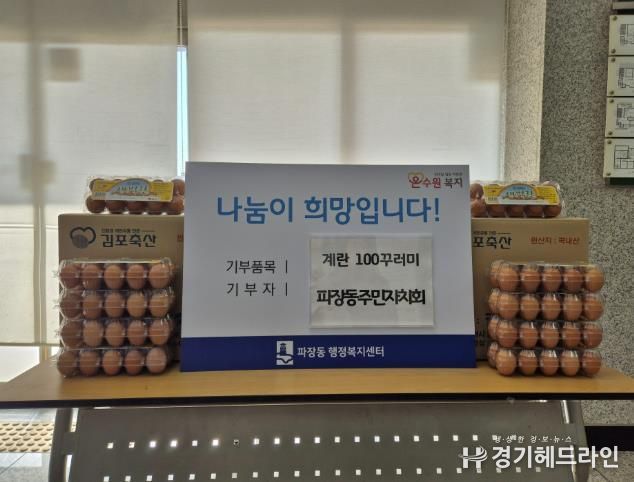 온수원 복지
나눔이 희망입니다!
기부품목 | 계란 100꾸러미
기 부 자 | 파장동주민자치회
파장동 행정복지센터
김포축산
원산지 : 국내산
경기헤드라인